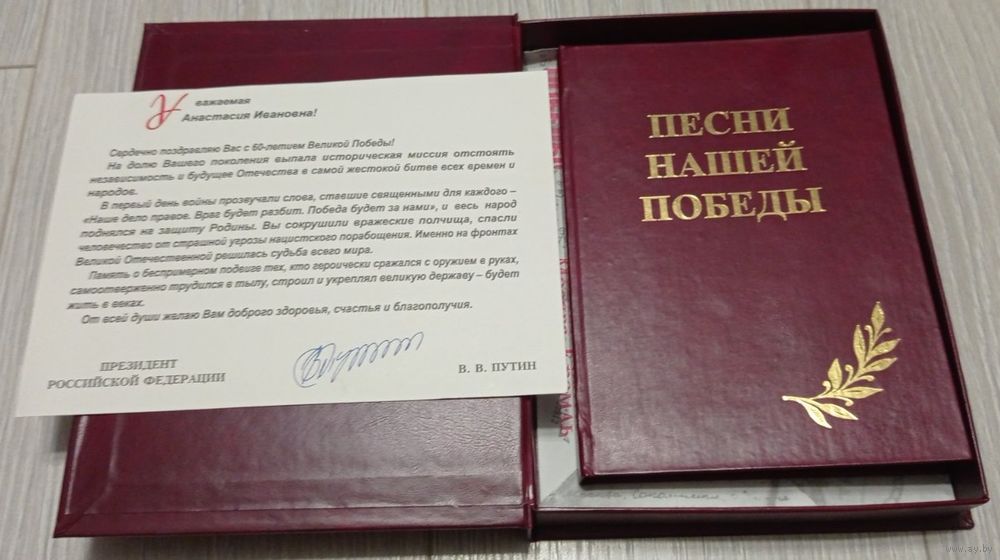 Уважаемая
Анастасия Ивановна!
Сердечно поздравляю Вас с 60-летием Великой Победы!
На долю Вашего поколения выпала историческая миссия отстоять
независимость и будущее Отечества в самой жестокой битве всех времен и
народов.
В первый день войны прозвучали слова, ставшие священными для каждого –
«Наше дело правое. Враг будет разбит. Победа будет за нами», и весь народ
поднялся на защиту Родины. Вы сокрушили вражеские полчища, спасли
человечество от страшной угрозы нацистского порабощения. Именно на фронтах
Великой Отечественной решилась судьба всего мира.
Память о беспримерном подвиге тех, кто героически сражался с оружием в руках,
самоотверженно трудился в тылу, строил и укреплял великую державу – будет
жить в веках.
От всей души желаю Вам доброго здоровья, счастья и благополучия.
ПРЕЗИДЕНТ
РОССИЙСКОЙ ФЕДЕРАЦИИ
В. В. ПУТИН
ПЕСНИ
НАШЕЙ
ПОБЕДЫ
www.ay.by